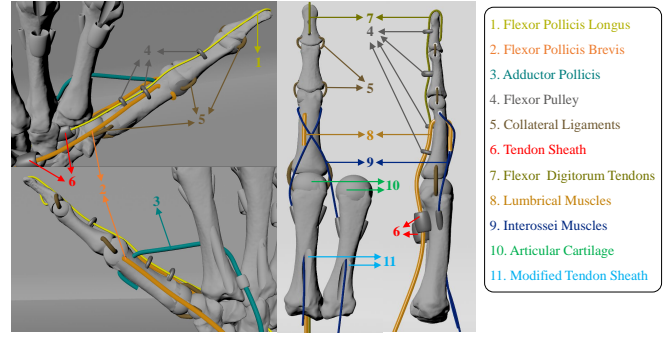 4
1
5
6
2
3
7
4
5
8
9
10
6
11
1. Flexor Pollicis Longus
2. Flexor Pollicis Brevis
3. Adductor Pollicis
4. Flexor Pulley
5. Collateral Ligaments
6. Tendon Sheath
7. Flexor Digitorum Tendons
8. Lumbrical Muscles
9. Interossei Muscles
10. Articular Cartilage
11. Modified Tendon Sheath